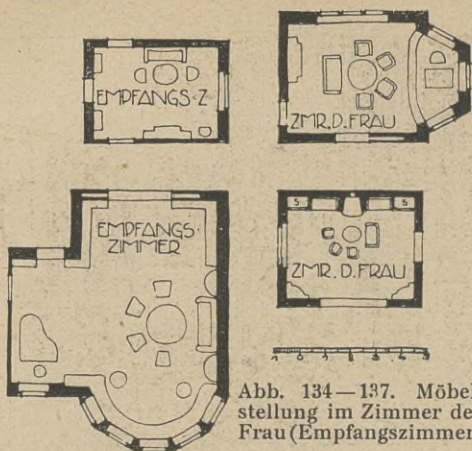 EMPFANGS·Z
ZMR. D. FRAU
EMPFANGS-
ZIMMER
S S
ZMR. D. FRAU
Abb. 134—137. Möbel
stellung im Zimmer de
Frau (Empfangszimmer